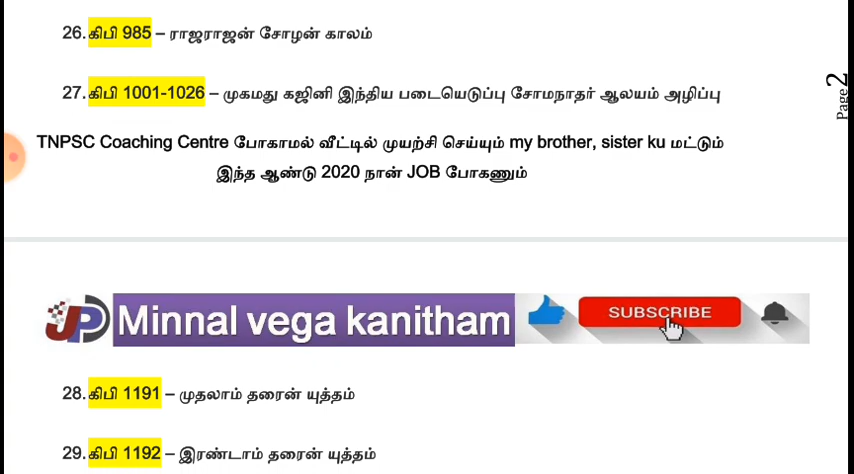 26. கிபி 985 – ராஜராஜன் சோழன் காலம்
27. கிபி 1001-1026 – முகமது கஜினி இந்திய படையெடுப்பு சோமநாதர் ஆலயம் அழிப்பு
Page 2
TNPSC Coaching Centre போகாமல் வீட்டில் முயற்சி செய்யும் my brother, sister ku மட்டும்
இந்த ஆண்டு 2020 நான் JOB போகணும்
JP Minnal vega kanitham SUBSCRIBE
28. கிபி 1191 – முதலாம் தரைன் யுத்தம்
29. கிபி 1192 – இரண்டாம் தரைன் யுத்தம்